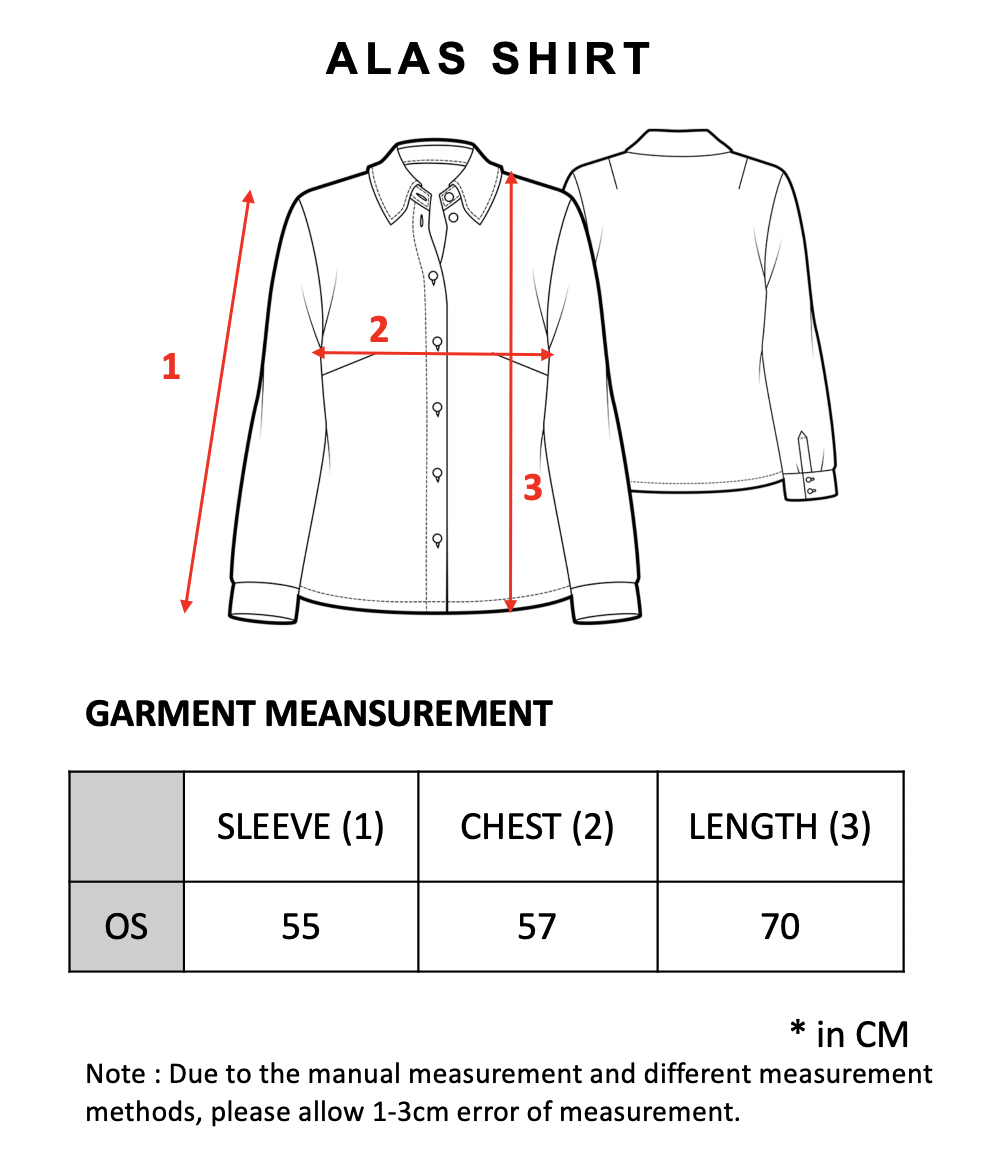 ALAS SHIRT
1
2
3
GARMENT MEANSUREMENT
SLEEVE (1) CHEST (2) LENGTH (3)
OS 55 57 70
* in CM
Note : Due to the manual measurement and different measurement
methods, please allow 1-3cm error of measurement.